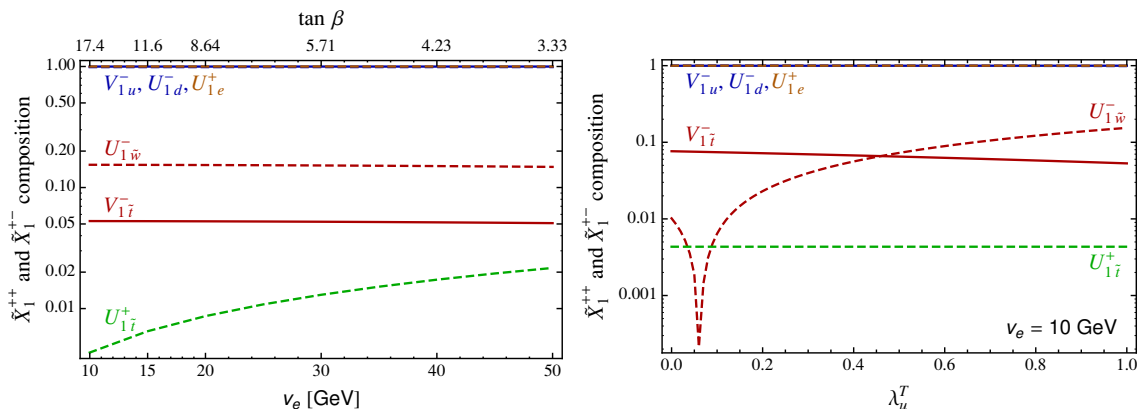 tan β
17.4 11.6 8.64 5.71 4.23 3.33
X̃₁⁺⁺ and X̃₁⁺⁻ composition
1.00
V⁻₁ᵤ, U⁻₁d, U⁺₁ₑ
0.50
U⁻₁w̃
0.20
0.10
V⁻₁t̃
0.05
0.02
0.01
U⁺₁t̃
10 15 20 30 40 50
vₑ [GeV]
X̃₁⁺⁺ and X̃₁⁺⁻ composition
1
V⁻₁ᵤ, U⁻₁d, U⁺₁ₑ
U⁻₁w̃
V⁻₁t̃
0.1
0.01
U⁺₁t̃
0.001
vₑ = 10 GeV
0.0 0.2 0.4 0.6 0.8 1.0
λᵤᵀ